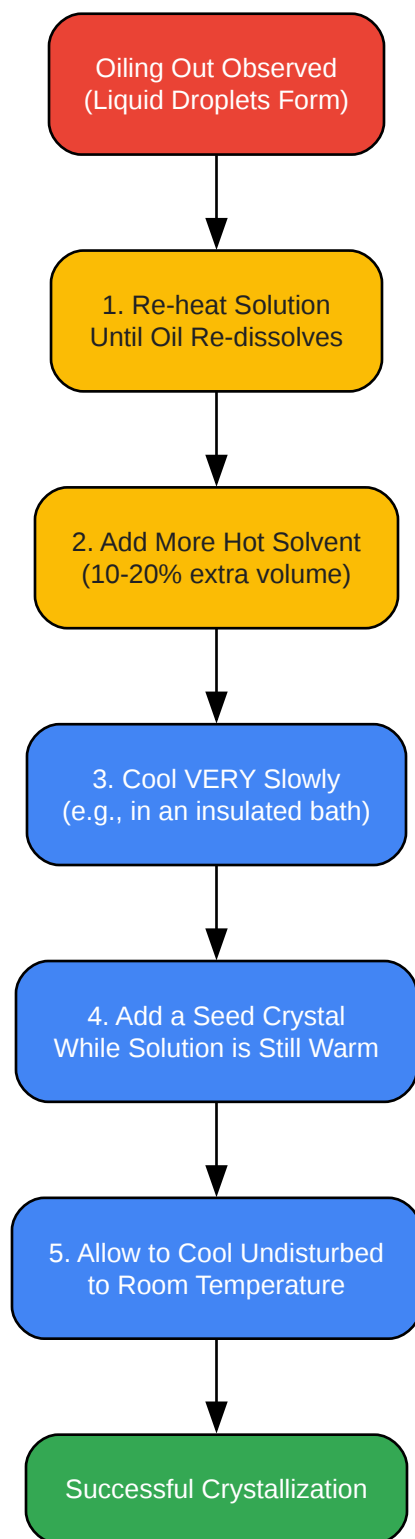 Oiling Out Observed
(Liquid Droplets Form)
1. Re-heat Solution
Until Oil Re-dissolves
2. Add More Hot Solvent
(10-20% extra volume)
3. Cool VERY Slowly
(e.g., in an insulated bath)
4. Add a Seed Crystal
While Solution is Still Warm
5. Allow to Cool Undisturbed
to Room Temperature
Successful Crystallization